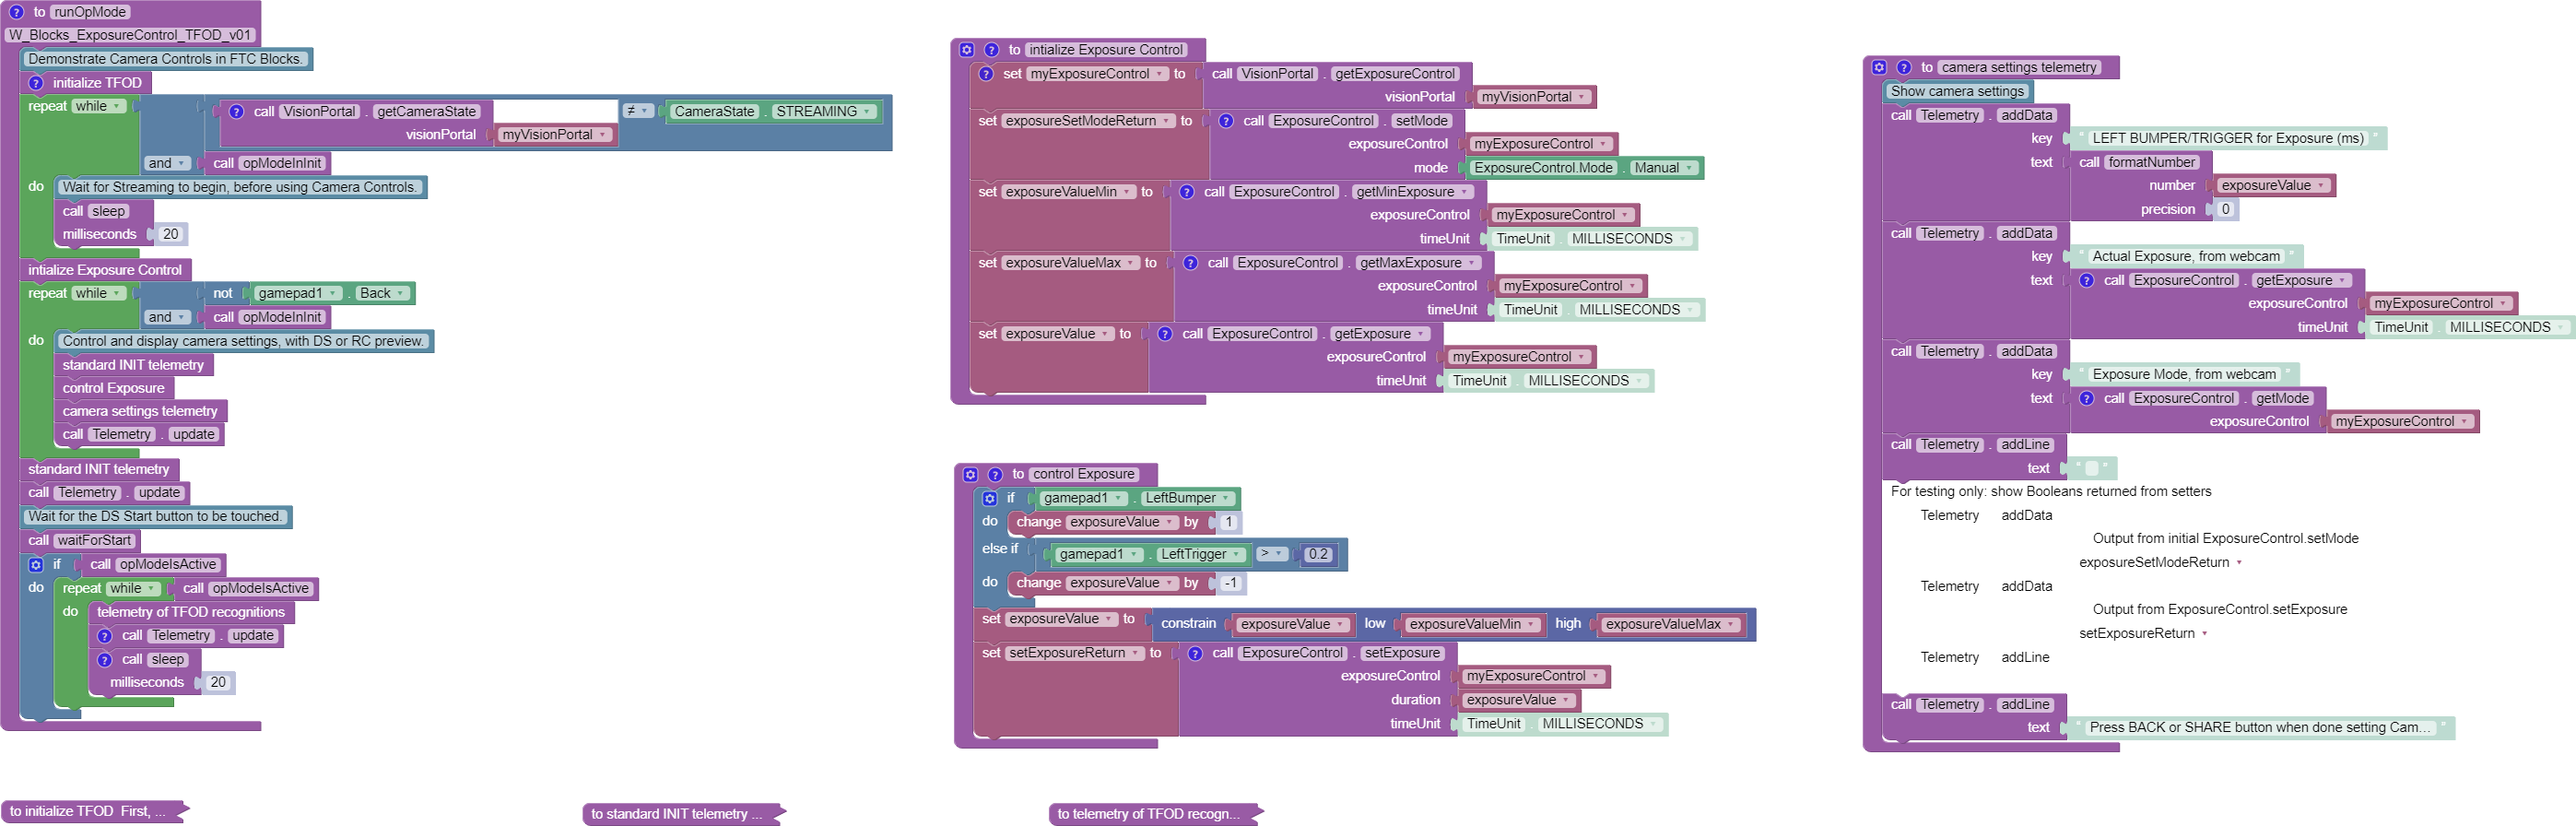 to runOpMode
W_Blocks_ExposureControl_TFOD_v01
Demonstrate Camera Controls in FTC Blocks.
? initialize TFOD
repeat while
? call VisionPortal . getCameraState ≠ CameraState . STREAMING
visionPortal myVisionPortal
and call opModeInInit
do Wait for Streaming to begin, before using Camera Controls.
call sleep
milliseconds 20
intialize Exposure Control
repeat while not gamepad1 . Back
and call opModeInInit
do Control and display camera settings, with DS or RC preview.
standard INIT telemetry
control Exposure
camera settings telemetry
call Telemetry . update
standard INIT telemetry
call Telemetry . update
Wait for the DS Start button to be touched.
call waitForStart
if call opModeIsActive
do repeat while call opModeIsActive
do telemetry of TFOD recognitions
? call Telemetry . update
? call sleep
milliseconds 20
? to intialize Exposure Control
? set myExposureControl to call VisionPortal . getExposureControl
visionPortal myVisionPortal
set exposureSetModeReturn to ? call ExposureControl . setMode
exposureControl myExposureControl
mode ExposureControl.Mode . Manual
set exposureValueMin to ? call ExposureControl . getMinExposure
exposureControl myExposureControl
timeUnit TimeUnit . MILLISECONDS
set exposureValueMax to ? call ExposureControl . getMaxExposure
exposureControl myExposureControl
timeUnit TimeUnit . MILLISECONDS
set exposureValue to ? call ExposureControl . getExposure
exposureControl myExposureControl
timeUnit TimeUnit . MILLISECONDS
? to control Exposure
if gamepad1 . LeftBumper
do change exposureValue by 1
else if gamepad1 . LeftTrigger > 0.2
do change exposureValue by -1
set exposureValue to constrain exposureValue low exposureValueMin high exposureValueMax
set setExposureReturn to ? call ExposureControl . setExposure
exposureControl myExposureControl
duration exposureValue
timeUnit TimeUnit . MILLISECONDS
? to camera settings telemetry
Show camera settings
call Telemetry . addData
key “ LEFT BUMPER/TRIGGER for Exposure (ms) ”
text call formatNumber
number exposureValue
precision 0
call Telemetry . addData
key “ Actual Exposure, from webcam ”
text ? call ExposureControl . getExposure
exposureControl myExposureControl
timeUnit TimeUnit . MILLISECONDS
call Telemetry . addData
key “ Exposure Mode, from webcam ”
text ? call ExposureControl . getMode
exposureControl myExposureControl
call Telemetry . addLine
text “ ”
For testing only: show Booleans returned from setters
Telemetry addData
Output from initial ExposureControl.setMode
exposureSetModeReturn
Telemetry addData
Output from ExposureControl.setExposure
setExposureReturn
Telemetry addLine
call Telemetry . addLine
text “ Press BACK or SHARE button when done setting Cam... ”
to initialize TFOD First, ...
to standard INIT telemetry ...
to telemetry of TFOD recogn...